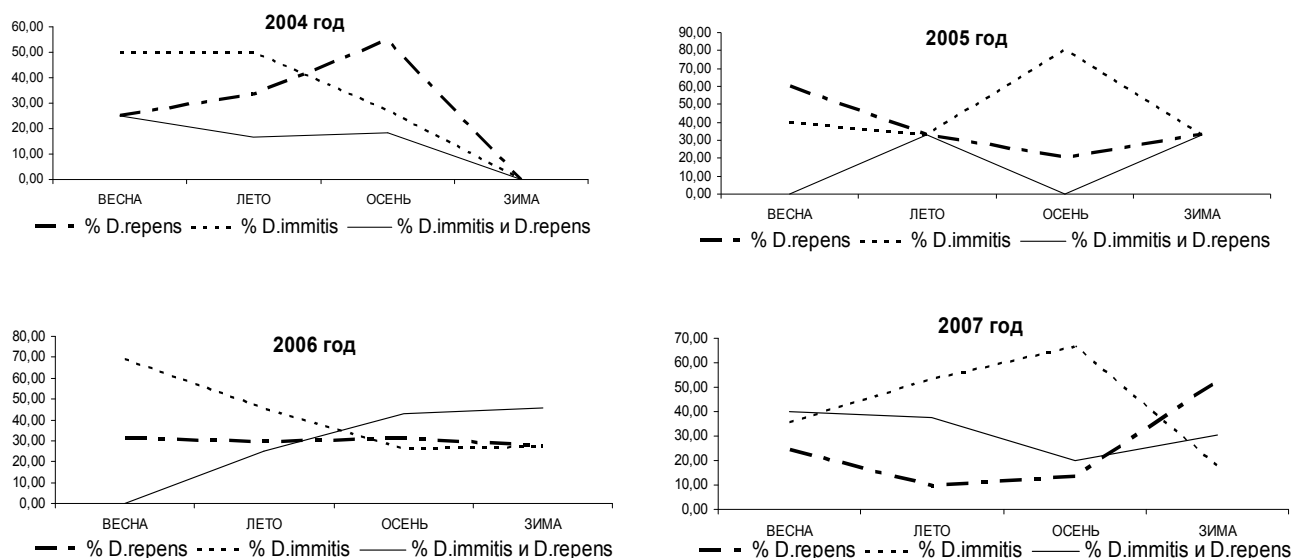 2004 год
60,00
50,00
40,00
30,00
20,00
10,00
0,00
ВЕСНА ЛЕТО ОСЕНЬ ЗИМА
% D.repens % D.immitis % D.immitis и D.repens
2005 год
90,00
80,00
70,00
60,00
50,00
40,00
30,00
20,00
10,00
0,00
ВЕСНА ЛЕТО ОСЕНЬ ЗИМА
% D.repens % D.immitis % D.immitis и D.repens
2006 год
80,00
70,00
60,00
50,00
40,00
30,00
20,00
10,00
0,00
ВЕСНА ЛЕТО ОСЕНЬ ЗИМА
% D.repens % D.immitis % D.immitis и D.repens
2007 год
70,00
60,00
50,00
40,00
30,00
20,00
10,00
0,00
ВЕСНА ЛЕТО ОСЕНЬ ЗИМА
% D.repens % D.immitis % D.immitis и D.repens